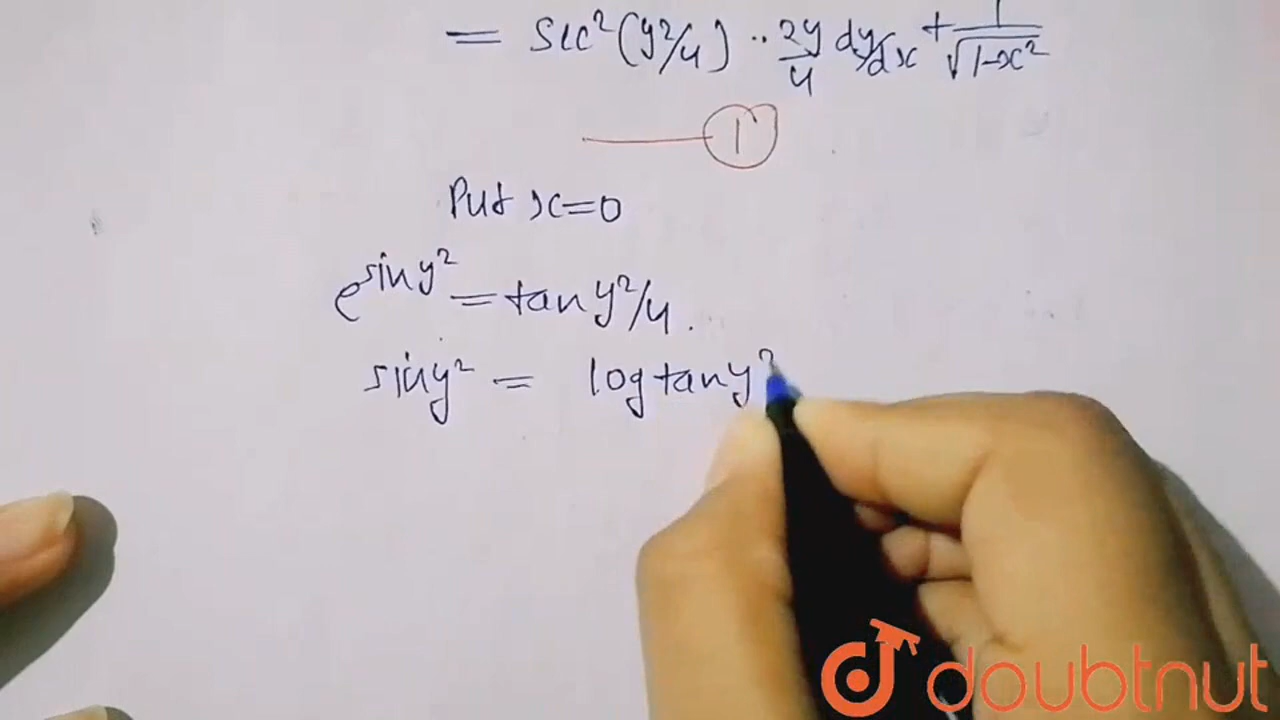 = sec²(y²/4) · · 2y/4 dy/dx + 1/√1-x²
1
Put x=0
e^sin y² = tan y²/4 .
sin y² = log tan y²
doubtnut